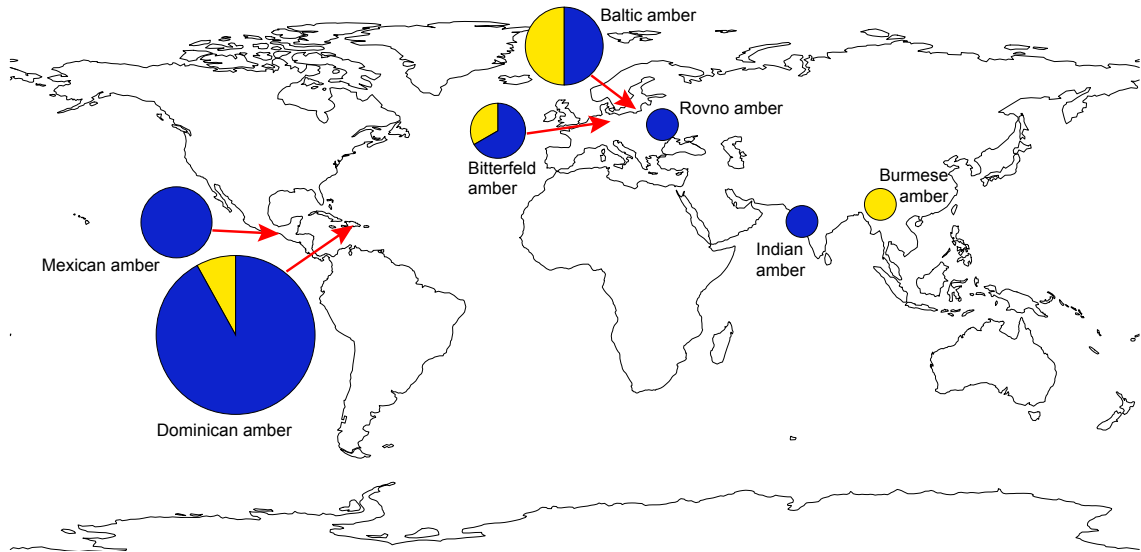 Baltic amber
Rovno amber
Bitterfeld
amber
Burmese
amber
Mexican amber
Indian
amber
Dominican amber